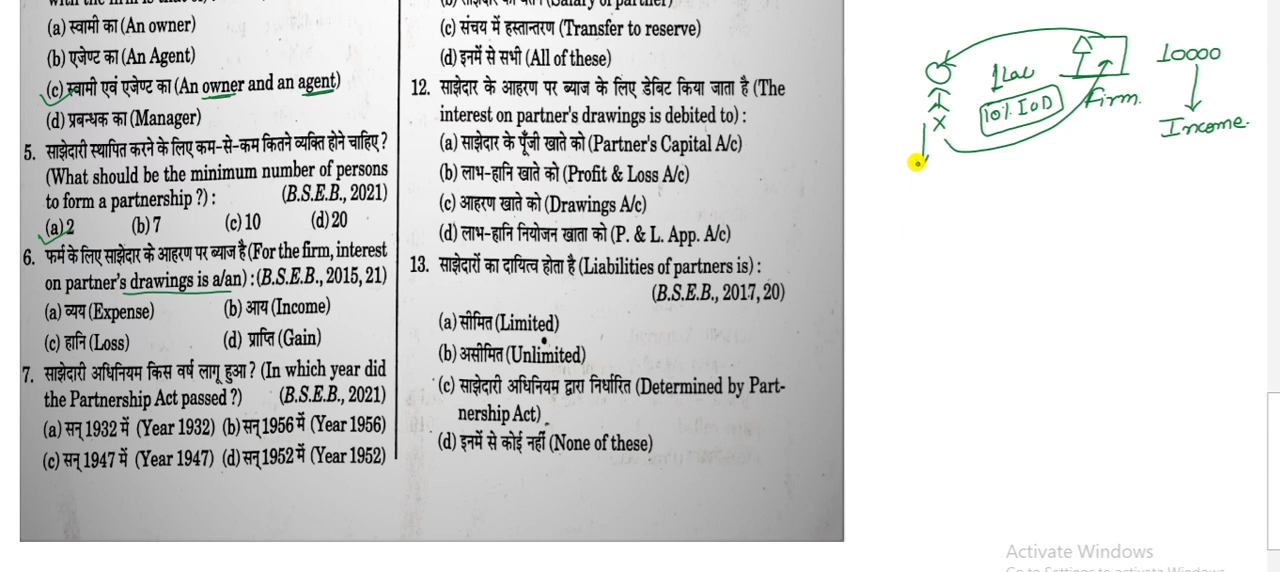 (a) स्वामी का (An owner)
(b) एजेण्ट का (An Agent)
(c) स्वामी एवं एजेण्ट का (An owner and an agent)
(d) प्रबन्धक का (Manager)
5. साझेदारी स्थापित करने के लिए कम-से-कम कितने व्यक्ति होने चाहिए ?
(What should be the minimum number of persons
to form a partnership ?) : (B.S.E.B., 2021)
(a) 2 (b) 7 (c) 10 (d) 20
6. फर्म के लिए साझेदार के आहरण पर ब्याज है (For the firm, interest
on partner's drawings is a/an) : (B.S.E.B., 2015, 21)
(a) व्यय (Expense) (b) आय (Income)
(c) हानि (Loss) (d) प्राप्ति (Gain)
7. साझेदारी अधिनियम किस वर्ष लागू हुआ ? (In which year did
the Partnership Act passed ?) (B.S.E.B., 2021)
(a) सन् 1932 में (Year 1932) (b) सन् 1956 में (Year 1956)
(c) सन् 1947 में (Year 1947) (d) सन् 1952 में (Year 1952)
(c) संचय में हस्तान्तरण (Transfer to reserve)
(d) इनमें से सभी (All of these)
12. साझेदार के आहरण पर ब्याज के लिए डेबिट किया जाता है (The
interest on partner's drawings is debited to) :
(a) साझेदार के पूँजी खाते को (Partner's Capital A/c)
(b) लाभ-हानि खाते को (Profit & Loss A/c)
(c) आहरण खाते को (Drawings A/c)
(d) लाभ-हानि नियोजन खाता को (P. & L. App. A/c)
13. साझेदारों का दायित्व होता है (Liabilities of partners is) :
(B.S.E.B., 2017, 20)
(a) सीमित (Limited)
(b) असीमित (Unlimited)
(c) साझेदारी अधिनियम द्वारा निर्धारित (Determined by Part-
nership Act)
(d) इनमें से कोई नहीं (None of these)
1 Lac
10% IOD
X
firm.
10000
Income.
Activate Windows